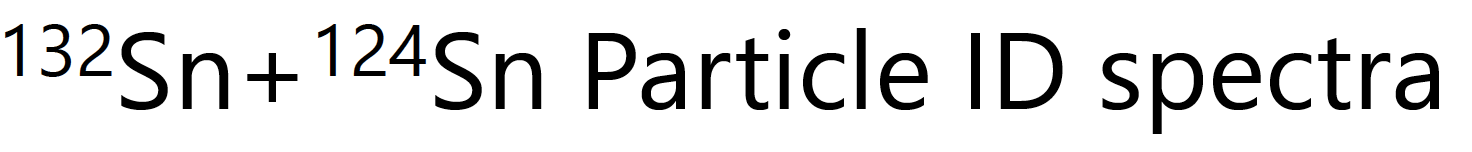 ¹³²Sn+¹²⁴Sn Particle ID spectra